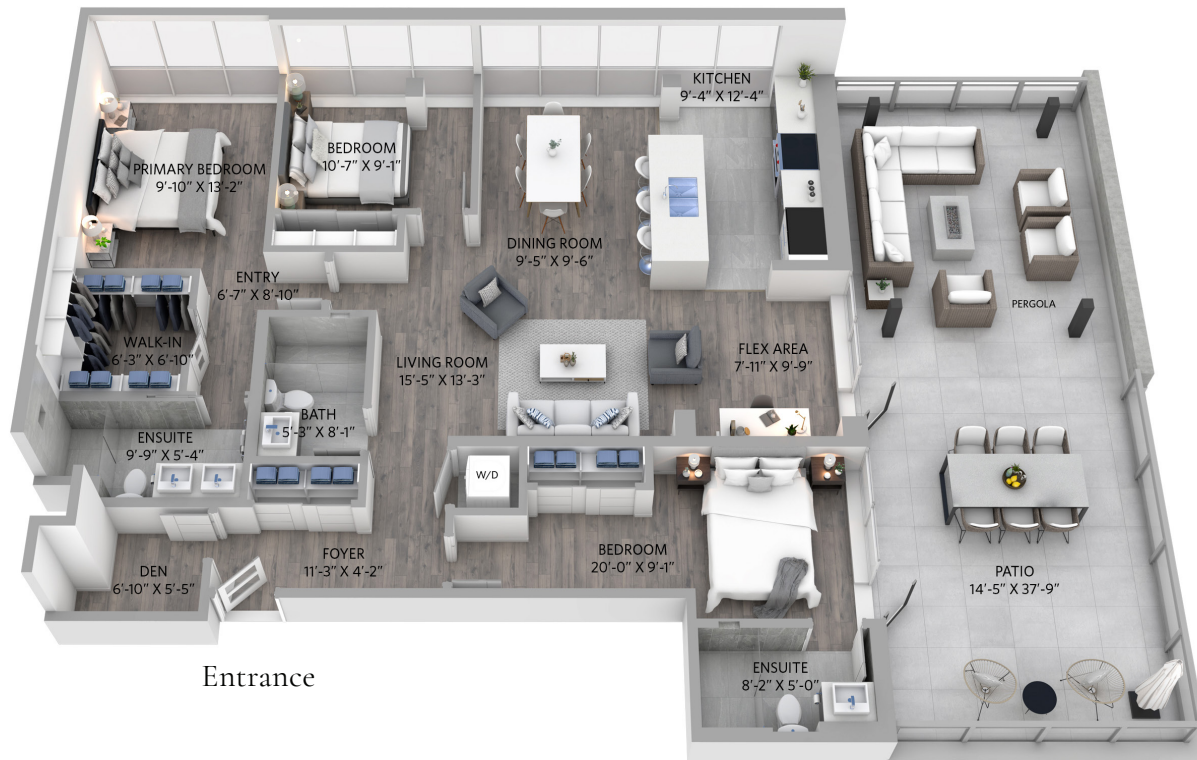 KITCHEN
9'-4" X 12'-4"
PRIMARY BEDROOM
9'-10" X 13'-2"
BEDROOM
10'-7" X 9'-1"
DINING ROOM
9'-5" X 9'-6"
ENTRY
6'-7" X 8'-10"
PERGOLA
WALK-IN
6'-3" X 6'-10"
LIVING ROOM
15'-5" X 13'-3"
FLEX AREA
7'-11" X 9'-9"
BATH
5'-3" X 8'-1"
ENSUITE
9'-9" X 5'-4"
W/D
FOYER
11'-3" X 4'-2"
BEDROOM
20'-0" X 9'-1"
DEN
6'-10" X 5'-5"
PATIO
14'-5" X 37'-9"
Entrance
ENSUITE
8'-2" X 5'-0"